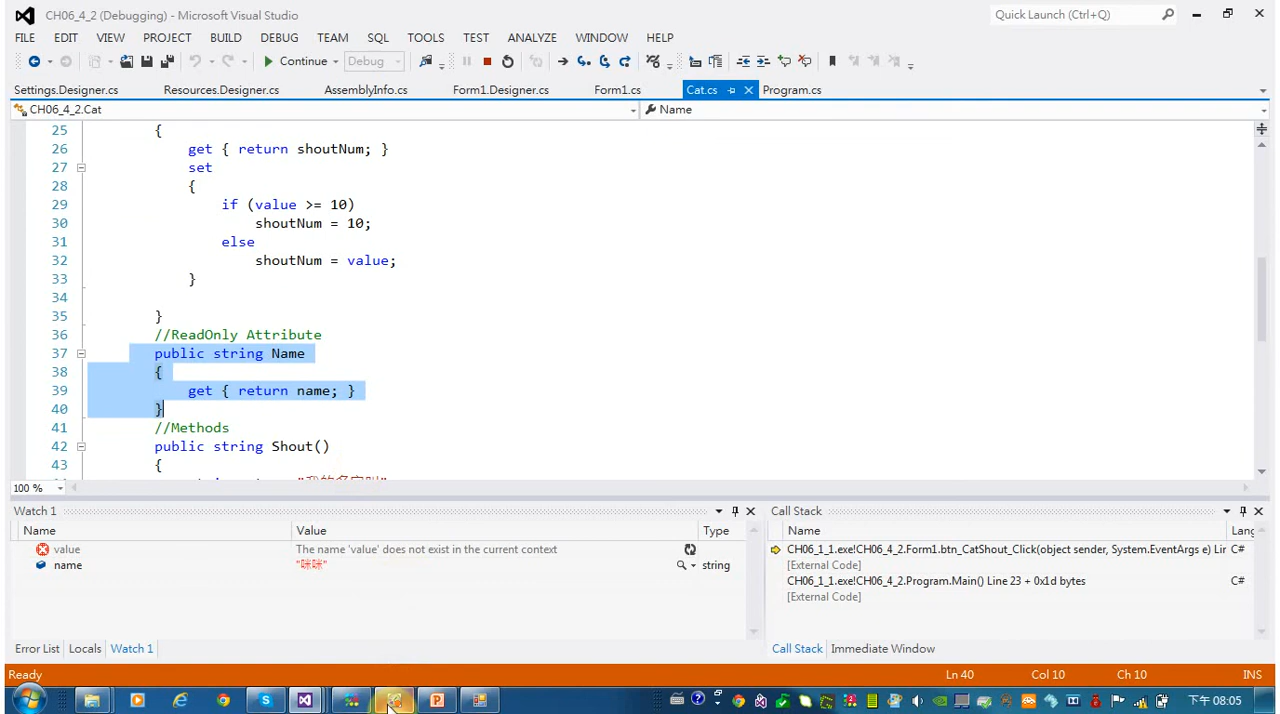 CH06_4_2 (Debugging) - Microsoft Visual Studio
Quick Launch (Ctrl+Q)
FILE EDIT VIEW PROJECT BUILD DEBUG TEAM SQL TOOLS TEST ANALYZE WINDOW HELP
Continue Debug
Settings.Designer.cs Resources.Designer.cs AssemblyInfo.cs Form1.Designer.cs Form1.cs Cat.cs Program.cs
CH06_4_2.Cat Name
25 {
26 get { return shoutNum; }
27 set
28 {
29 if (value >= 10)
30 shoutNum = 10;
31 else
32 shoutNum = value;
33 }
34
35 }
36 //ReadOnly Attribute
37 public string Name
38 {
39 get { return name; }
40 }
41 //Methods
42 public string Shout()
43 {
100 %
Watch 1 Call Stack
Name Value Type Name Lang
value The name 'value' does not exist in the current context
name "咪咪" string
CH06_1_1.exe!CH06_4_2.Form1.btn_CatShout_Click(object sender, System.EventArgs e) Lin C#
[External Code]
CH06_1_1.exe!CH06_4_2.Program.Main() Line 23 + 0x1d bytes C#
[External Code]
Error List Locals Watch 1 Call Stack Immediate Window
Ready Ln 40 Col 10 Ch 10 INS
下午 08:05